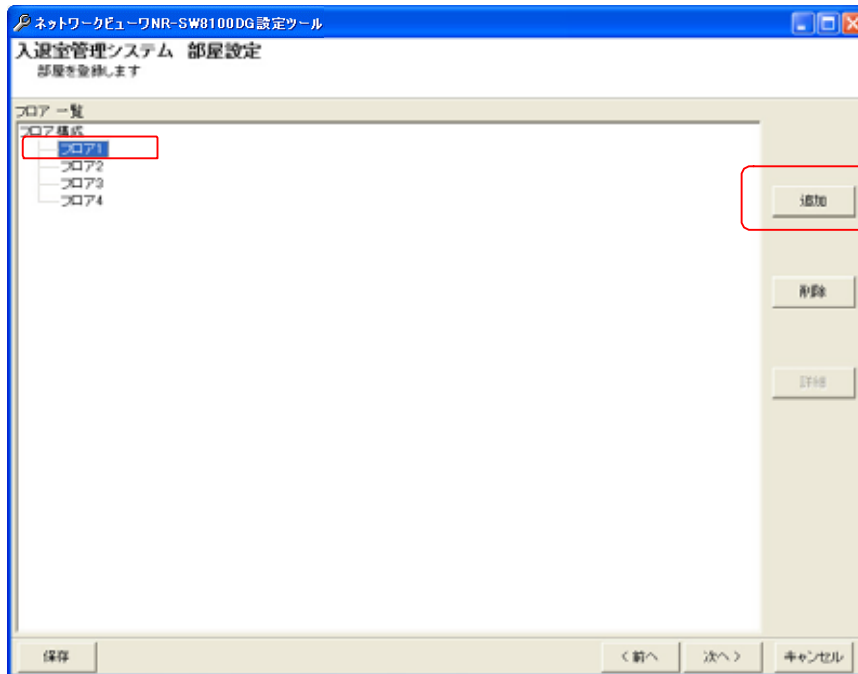 ネットワークビューワNR-SW8100DG設定ツール
入退室管理システム 部屋設定
部屋を登録します
フロア 一覧
フロア構成
フロア1
フロア2
フロア3
フロア4
追加
削除
詳細
保存
< 前へ
次へ >
キャンセル